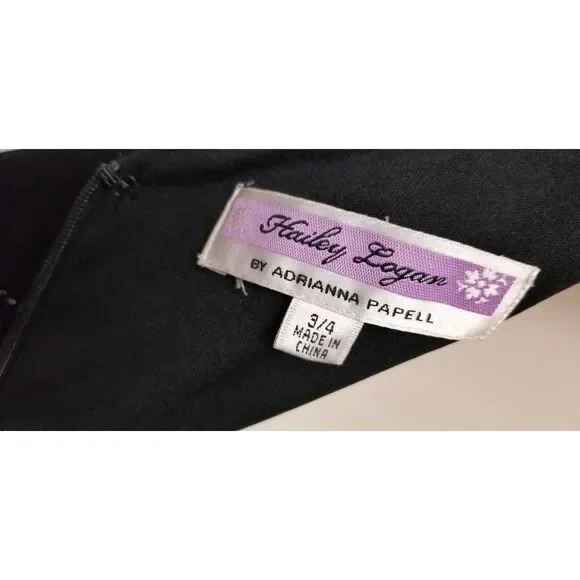 Hailey Logan
BY ADRIANNA PAPELL
3/4
MADE IN
CHINA